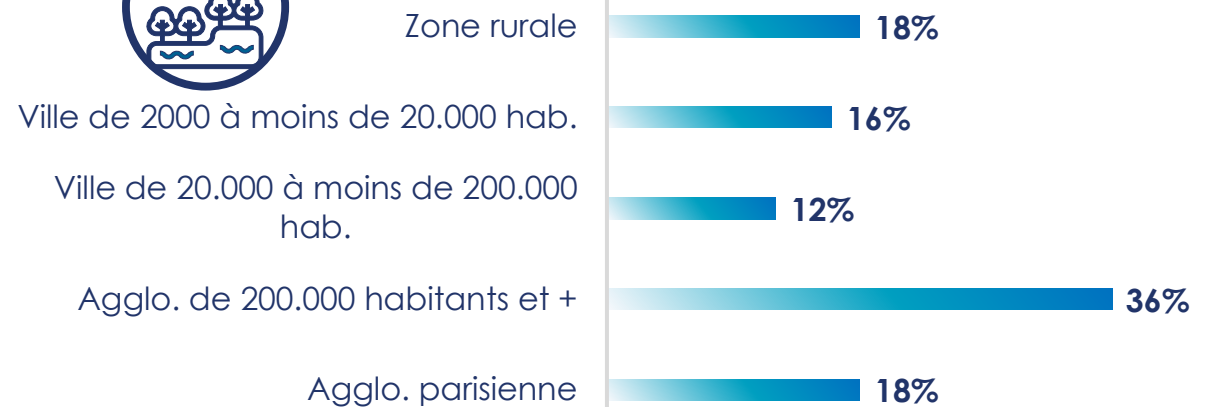 Zone rurale 18%
Ville de 2000 à moins de 20.000 hab. 16%
Ville de 20.000 à moins de 200.000
hab. 12%
Agglo. de 200.000 habitants et + 36%
Agglo. parisienne 18%